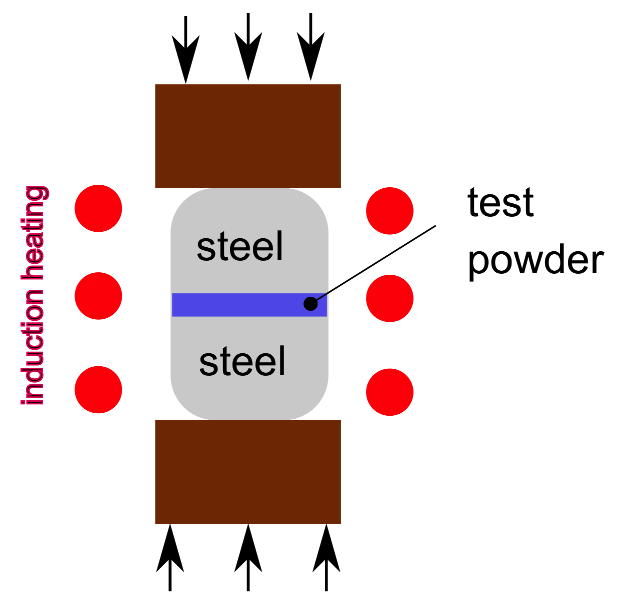 induction heating
steel
steel
test
powder